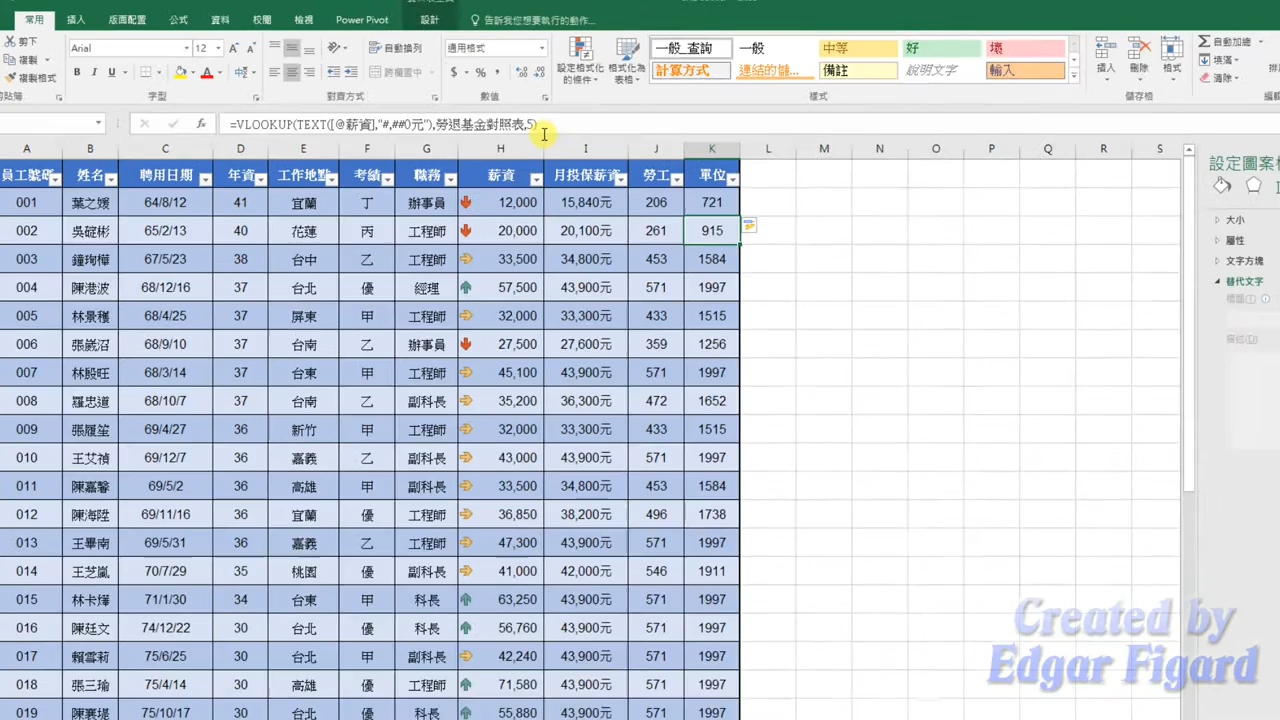 常用 插入 版面配置 公式 資料 校閱 檢視 Power Pivot 設計 告訴我您想要執行的動作...
剪下 Arial 12 自動換列 通用格式 一般_查詢 一般 中等 好 壞 自動加總
複製 設定格式化的條件 格式化為表格 插入 刪除 格式 填滿
複製格式 跨欄置中 計算方式 連結的儲... 備註 說明文字 輸入 清除
剪貼簿 字型 對齊方式 數值 樣式 儲存格
=VLOOKUP(TEXT([@薪資],"#,##0元"),勞退基金對照表,5)
A B C D E F G H I J K L M N O P Q R S
員工號碼 姓名 聘用日期 年資 工作地點 考績 職務 薪資 月投保薪資 勞工 單位
001 葉之媛 64/8/12 41 宜蘭 丁 辦事員 12,000 15,840元 206 721
002 吳碇彬 65/2/13 40 花蓮 丙 工程師 20,000 20,100元 261 915
003 鐘珣樺 67/5/23 38 台中 乙 工程師 33,500 34,800元 453 1584
004 陳港波 68/12/16 37 台北 優 經理 57,500 43,900元 571 1997
005 林景穜 68/4/25 37 屏東 甲 工程師 32,000 33,300元 433 1515
006 張嚴沼 68/9/10 37 台南 乙 辦事員 27,500 27,600元 359 1256
007 林殷旺 68/3/14 37 台東 甲 工程師 45,100 43,900元 571 1997
008 羅忠道 68/10/7 37 台南 乙 副科長 35,200 36,300元 472 1652
009 張履笙 69/4/27 36 新竹 甲 工程師 32,000 33,300元 433 1515
010 王艾禎 69/12/7 36 嘉義 乙 副科長 43,000 43,900元 571 1997
011 陳嘉馨 69/5/2 36 高雄 甲 副科長 33,500 34,800元 453 1584
012 陳海陞 69/11/16 36 宜蘭 優 工程師 36,850 38,200元 496 1738
013 王畢南 69/5/31 36 嘉義 乙 工程師 47,300 43,900元 571 1997
014 王芝嵐 70/7/29 35 桃園 優 副科長 41,000 42,000元 546 1911
015 林卡燁 71/1/30 34 台東 甲 科長 63,250 43,900元 571 1997
016 陳廷文 74/12/22 30 台北 優 科長 56,760 43,900元 571 1997
017 賴雪莉 75/6/25 30 台北 甲 副科長 42,240 43,900元 571 1997
018 張三瑜 75/4/14 30 高雄 優 工程師 71,580 43,900元 571 1997
019 陳襄堤 75/10/17 30 台北 優 工程師 55,880 43,900元 571 1997
設定圖案格
大小
屬性
文字方塊
替代文字
標題(T)
描述(D)
Created by
Edgar Figard